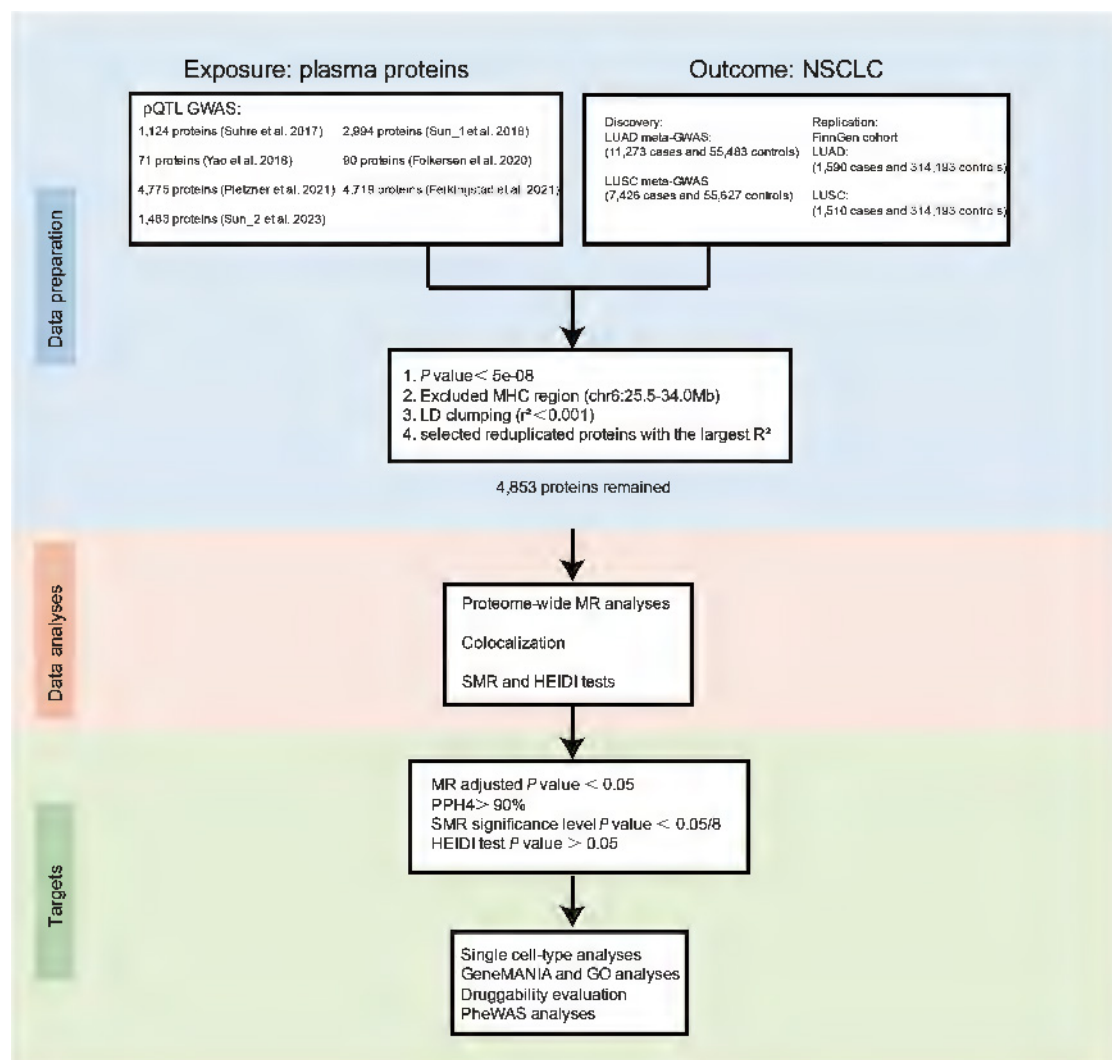 Exposure: plasma proteins
Outcome: NSCLC
pQTL GWAS:
1,124 proteins (Suhre et al. 2017)
2,994 proteins (Sun_1 et al. 2018)
71 proteins (Yao et al. 2018)
90 proteins (Folkersen et al. 2020)
4,775 proteins (Pietzner et al. 2021)
4,719 proteins (Ferkingstad et al. 2021)
1,463 proteins (Sun_2 et al. 2023)
Discovery:
LUAD meta-GWAS:
(11,273 cases and 55,483 controls)
LUSC meta-GWAS
(7,426 cases and 55,627 controls)
Replication:
FinnGen cohort
LUAD:
(1,590 cases and 314,193 controls)
LUSC:
(1,510 cases and 314,193 controls)
Data preparation
1. P value < 5e-08
2. Excluded MHC region (chr6:25.5-34.0Mb)
3. LD clumping (r²<0.001)
4. selected reduplicated proteins with the largest R²
4,853 proteins remained
Data analyses
Proteome-wide MR analyses
Colocalization
SMR and HEIDI tests
Targets
MR adjusted P value < 0.05
PPH4> 90%
SMR significance level P value < 0.05/8
HEIDI test P value > 0.05
Single cell-type analyses
GeneMANIA and GO analyses
Druggability evaluation
PheWAS analyses